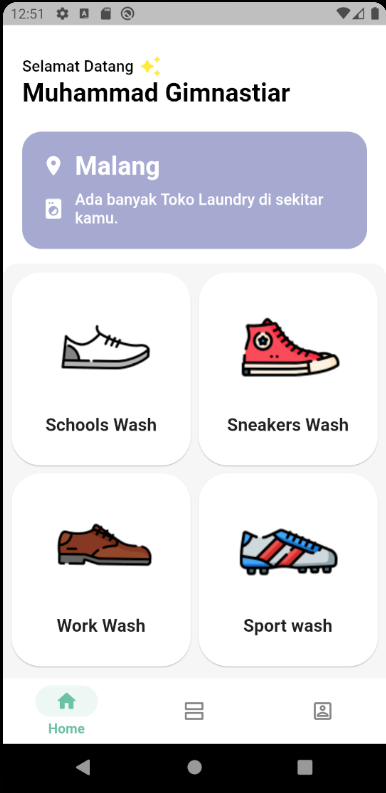 12:51
Selamat Datang
Muhammad Gimnastiar
Malang
Ada banyak Toko Laundry di sekitar
kamu.
Schools Wash
Sneakers Wash
Work Wash
Sport wash
Home